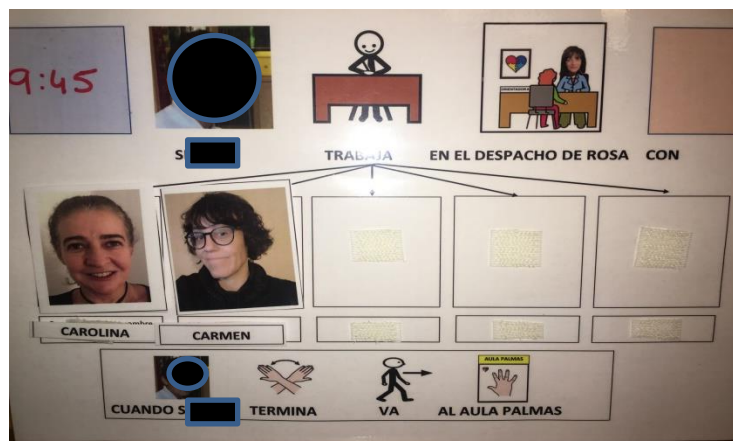 9:45
TRABAJA EN EL DESPACHO DE ROSA CON
CAROLINA CARMEN
AULA PALMAS
CUANDO TERMINA VA AL AULA PALMAS